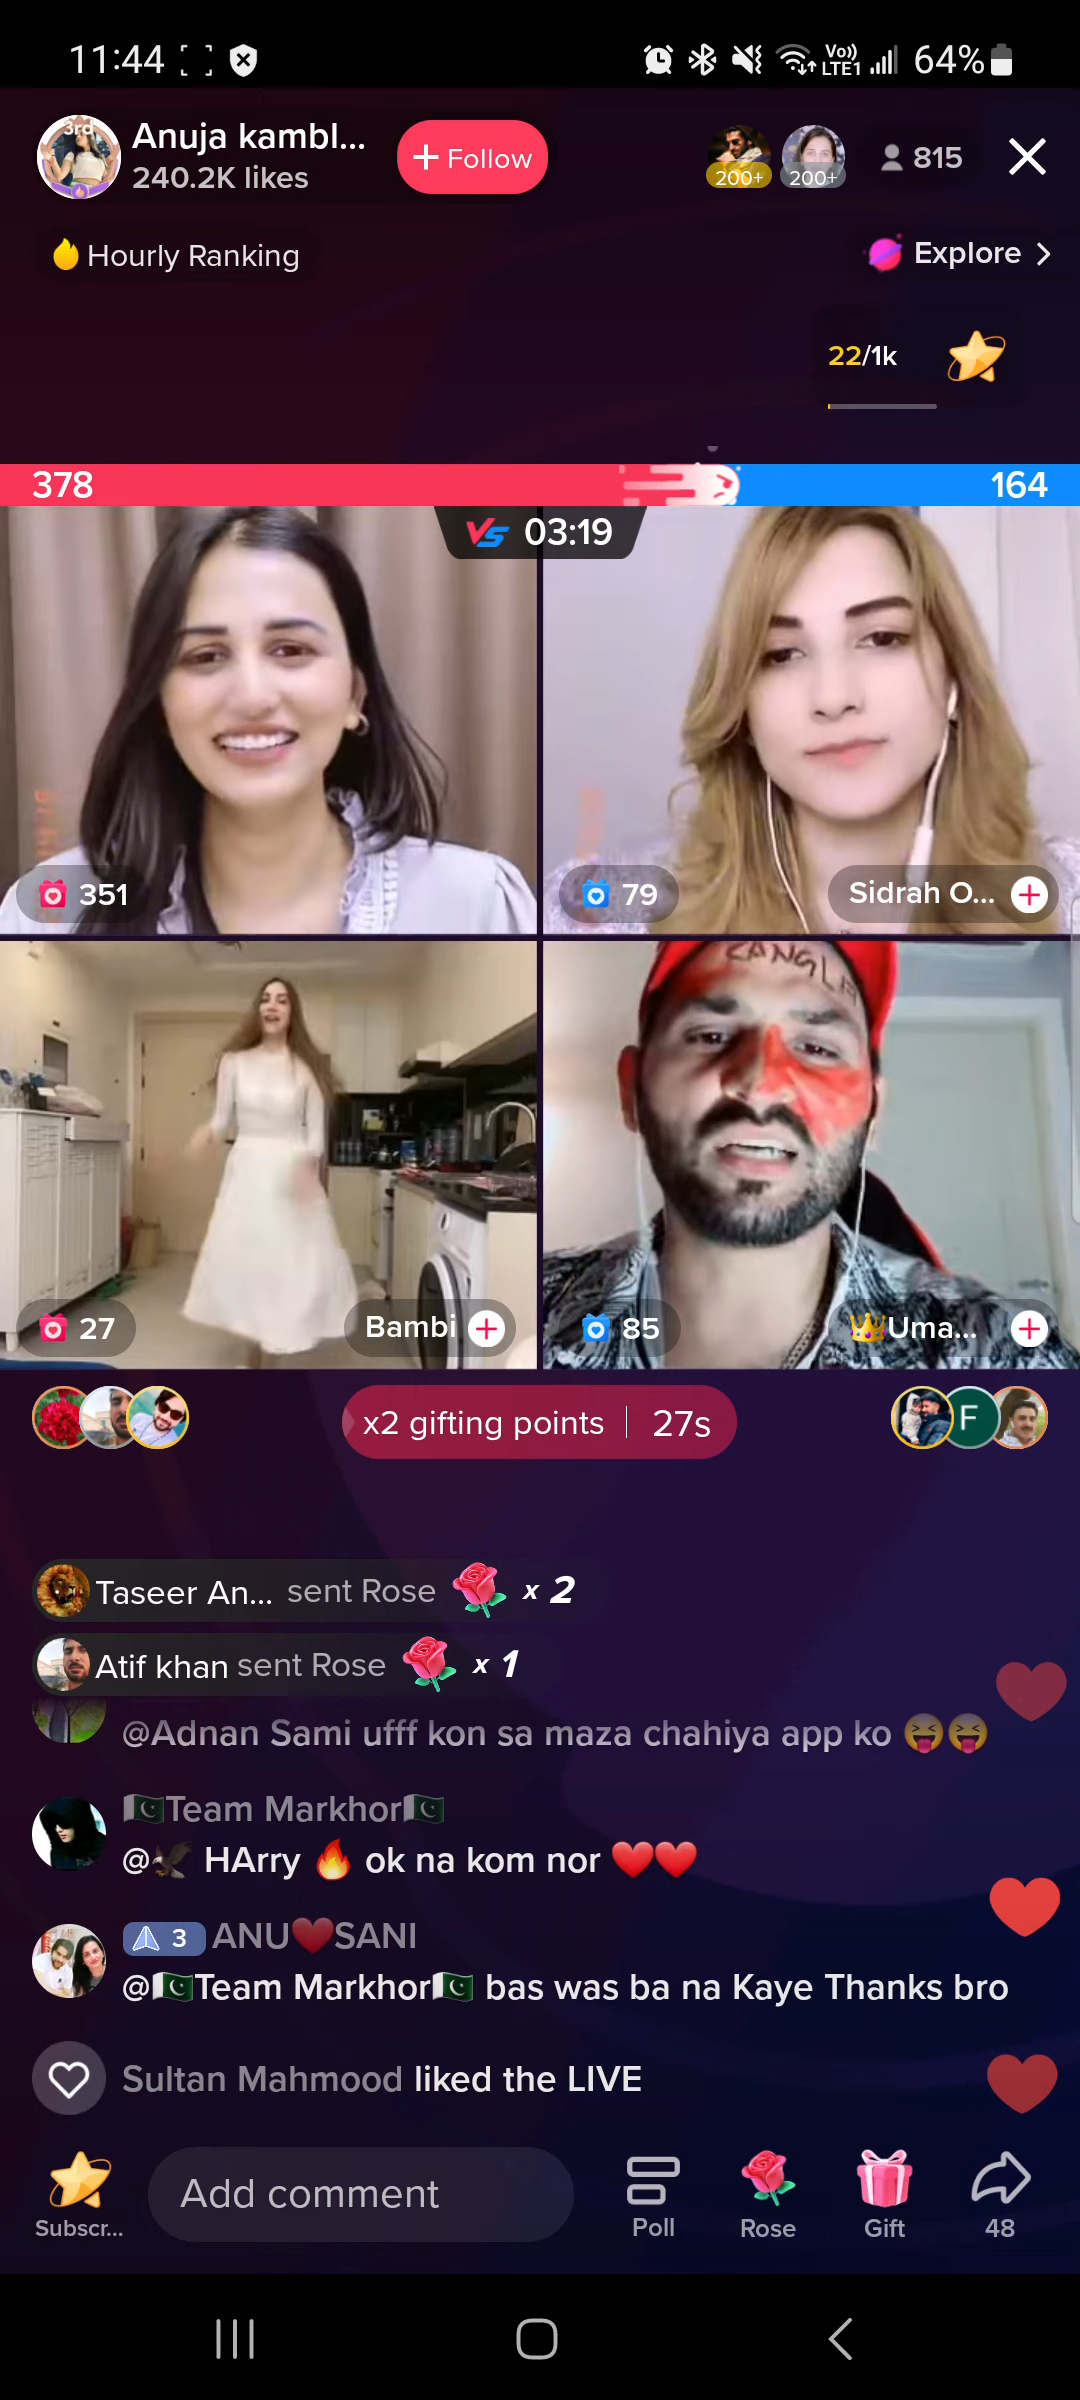 11:44
Vo)) LTE1
64%
3rd
Anuja kambl...
240.2K likes
+ Follow
200+
200+
815
Hourly Ranking
Explore >
22/1k
378
164
VS 03:19
351
79
Sidrah O...
27
Bambi
85
👑Uma...
x2 gifting points | 27s
F
Taseer An... sent Rose x 2
Atif khan sent Rose x 1
@Adnan Sami ufff kon sa maza chahiya app ko 😝😝
🇵🇰Team Markhor🇵🇰
@🦅 HArry 🔥 ok na kom nor ❤️❤️
3 ANU❤️SANI
@🇵🇰Team Markhor🇵🇰 bas was ba na Kaye Thanks bro
Sultan Mahmood liked the LIVE
Subscr...
Add comment
Poll
Rose
Gift
48